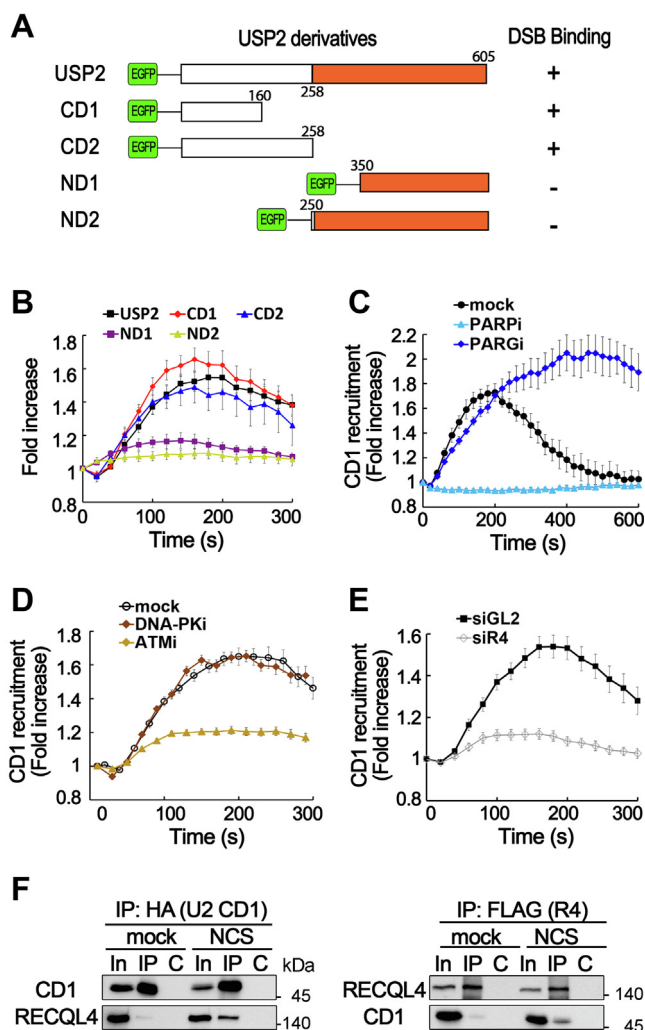 A
USP2 derivatives DSB Binding
USP2 EGFP 258 605 +
CD1 EGFP 160 +
CD2 EGFP 258 +
ND1 EGFP 350 -
ND2 EGFP 250 -
B
USP2 CD1 CD2
ND1 ND2
Fold increase
1.8
1.6
1.4
1.2
1
0.8
0 100 200 300
Time (s)
C
mock
PARPi
PARGi
CD1 recruitment
(Fold increase)
2.2
2
1.8
1.6
1.4
1.2
1
0.8
0 200 400 600
Time (s)
D
mock
DNA-PKi
ATMi
CD1 recruitment
(Fold increase)
1.8
1.6
1.4
1.2
1
0.8
0 100 200 300
Time (s)
E
siGL2
siR4
CD1 recruitment
(Fold increase)
1.6
1.4
1.2
1.0
0.8
0 100 200 300
Time (s)
F
IP: HA (U2 CD1)
mock NCS
In IP C In IP C kDa
CD1 45
RECQL4 140
IP: FLAG (R4)
mock NCS
In IP C In IP C
RECQL4 140
CD1 45